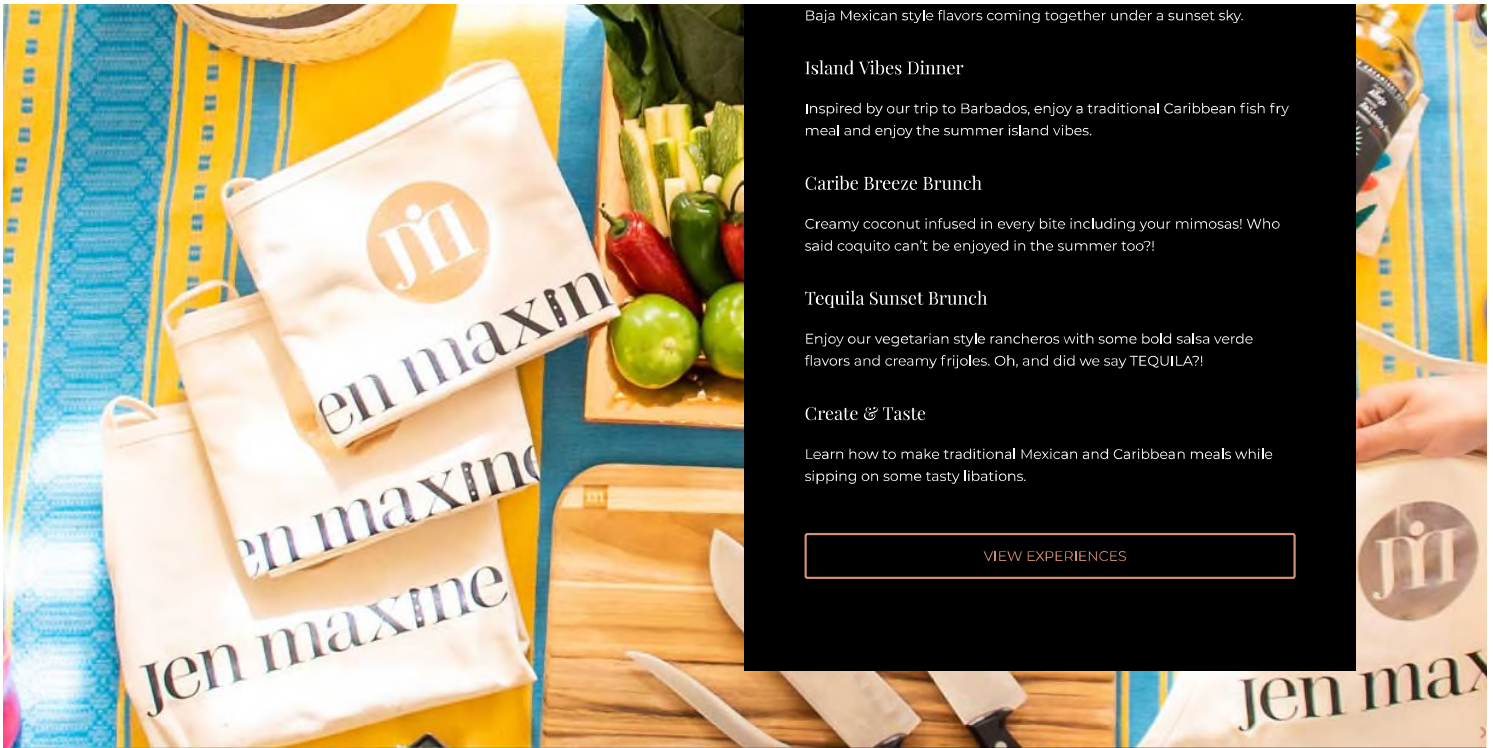 Baja Mexican style flavors coming together under a sunset sky.
Island Vibes Dinner
Inspired by our trip to Barbados, enjoy a traditional Caribbean fish fry
meal and enjoy the summer island vibes.
Caribe Breeze Brunch
Creamy coconut infused in every bite including your mimosas! Who
said coquito can't be enjoyed in the summer too?!
Tequila Sunset Brunch
Enjoy our vegetarian style rancheros with some bold salsa verde
flavors and creamy frijoles. Oh, and did we say TEQUILA?!
Create & Taste
Learn how to make traditional Mexican and Caribbean meals while
sipping on some tasty libations.
VIEW EXPERIENCES
jm
en maxin
en maxine
jen maxine
m
jm
jen max